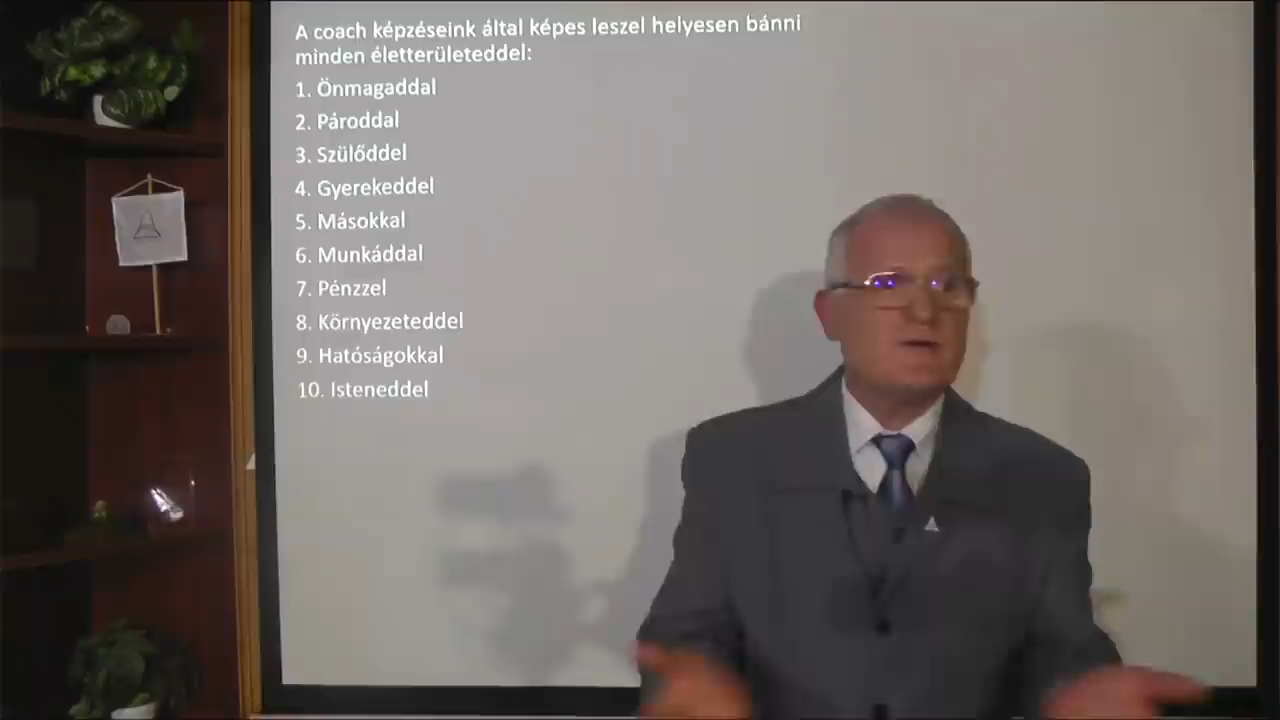 A coach képzéseink által képes leszel helyesen bánni
minden életterületeddel:
1. Önmagaddal
2. Pároddal
3. Szülőddel
4. Gyerekeddel
5. Másokkal
6. Munkáddal
7. Pénzzel
8. Környezeteddel
9. Hatóságokkal
10. Isteneddel